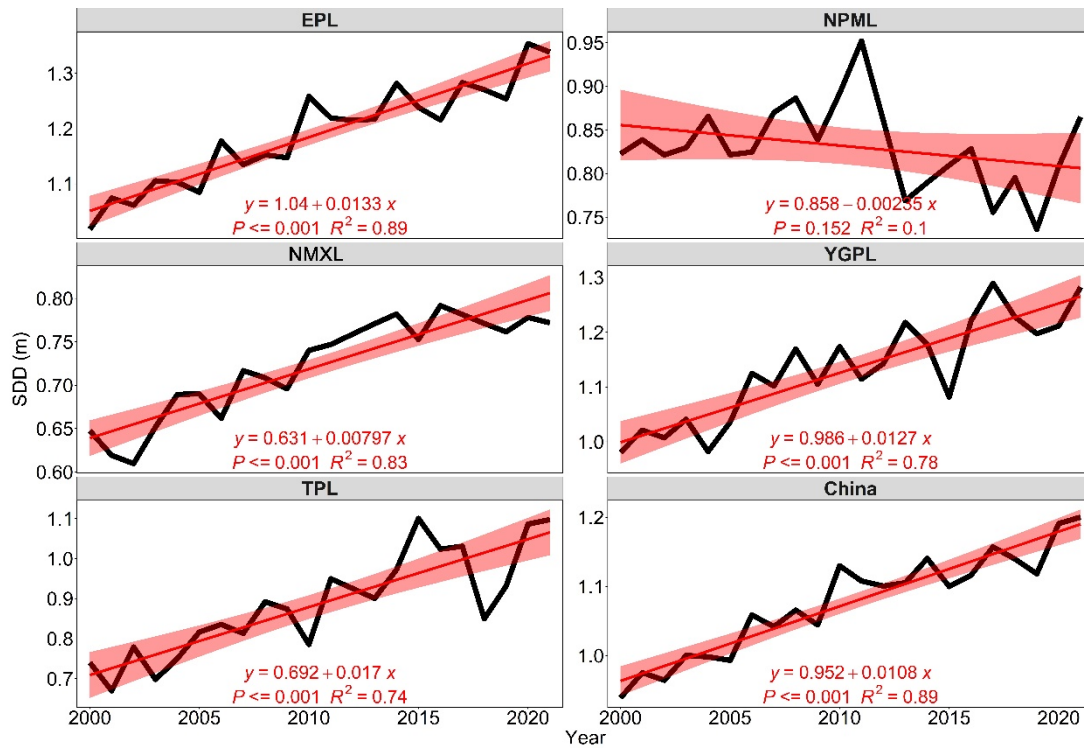 EPL
1.3
1.2
1.1
y = 1.04 + 0.0133 x
P <= 0.001 R² = 0.89
NPML
0.95
0.90
0.85
0.80
0.75
y = 0.858 − 0.00235 x
P = 0.152 R² = 0.1
NMXL
0.80
0.75
0.70
0.65
0.60
y = 0.631 + 0.00797 x
P <= 0.001 R² = 0.83
YGPL
1.3
1.2
1.1
1.0
y = 0.986 + 0.0127 x
P <= 0.001 R² = 0.78
SDD (m)
TPL
1.1
1.0
0.9
0.8
0.7
y = 0.692 + 0.017 x
P <= 0.001 R² = 0.74
2000 2005 2010 2015 2020
China
1.2
1.1
1.0
y = 0.952 + 0.0108 x
P <= 0.001 R² = 0.89
2000 2005 2010 2015 2020
Year